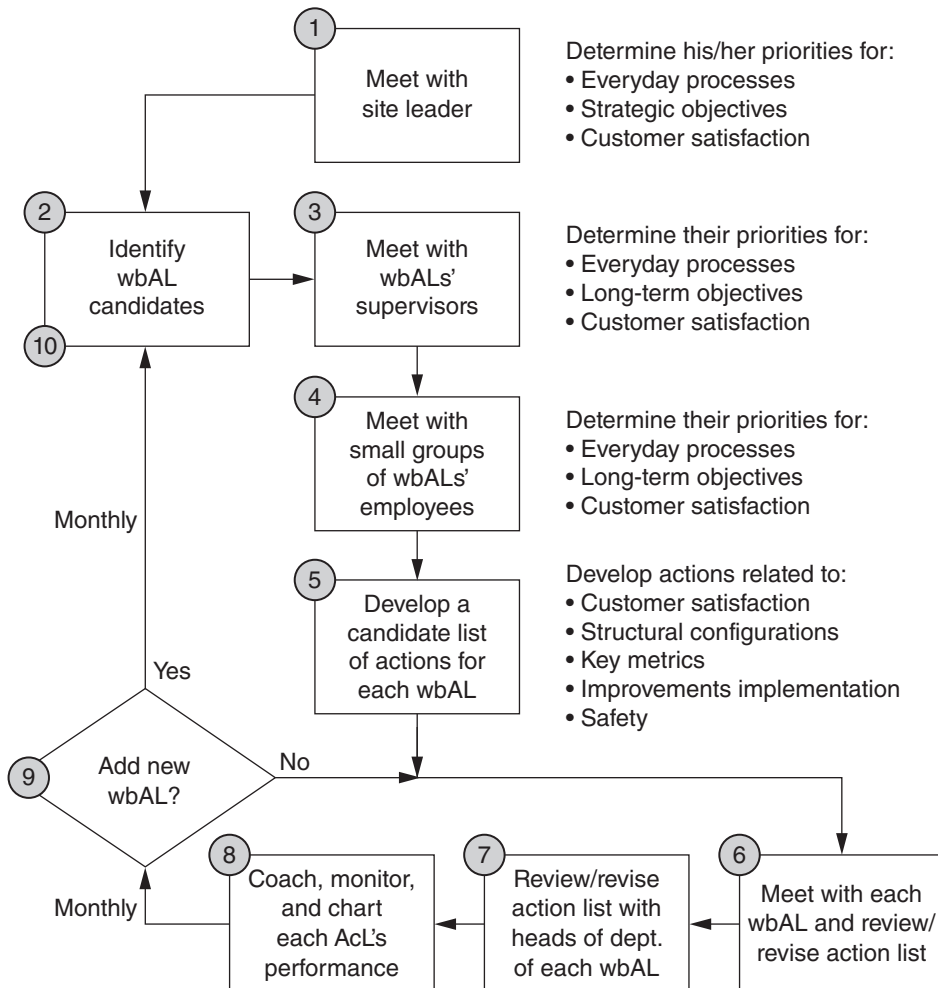 1
Meet with
site leader
Determine his/her priorities for:
• Everyday processes
• Strategic objectives
• Customer satisfaction
2
Identify
wbAL
candidates
10
3
Meet with
wbALs’
supervisors
Determine their priorities for:
• Everyday processes
• Long-term objectives
• Customer satisfaction
4
Meet with
small groups
of wbALs’
employees
Determine their priorities for:
• Everyday processes
• Long-term objectives
• Customer satisfaction
Monthly
5
Develop a
candidate list
of actions for
each wbAL
Develop actions related to:
• Customer satisfaction
• Structural configurations
• Key metrics
• Improvements implementation
• Safety
Yes
9
Add new
wbAL?
No
Monthly
8
Coach, monitor,
and chart
each AcL’s
performance
7
Review/revise
action list with
heads of dept.
of each wbAL
6
Meet with each
wbAL and review/
revise action list